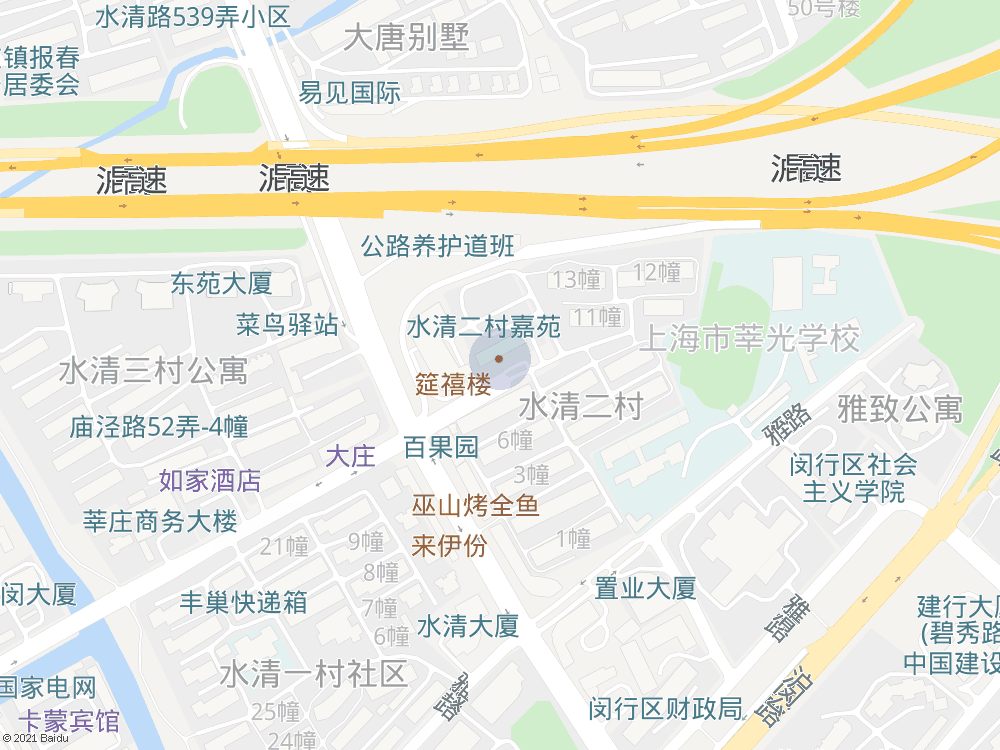 水清路539弄小区
大唐别墅
50号楼
镇报春
居委会
易见国际
公路养护道班
东苑大厦
13幢
12幢
11幢
菜鸟驿站
水清二村嘉苑
上海市莘光学校
水清三村公寓
筵禧楼
水清二村
雅致公寓
庙泾路52弄-4幢
雅路
百果园
6幢
大庄
如家酒店
3幢
闵行区社会
主义学院
巫山烤全鱼
莘庄商务大楼
21幢
9幢
来伊份
1幢
8幢
闵大厦
丰巢快递箱
7幢
置业大厦
6幢
水清大厦
建行大厦
(碧秀路
中国建设
水清一村社区
国家电网
卡蒙宾馆
25幢
24幢
闵行区财政局
沪闵路
© 2021 Baidu